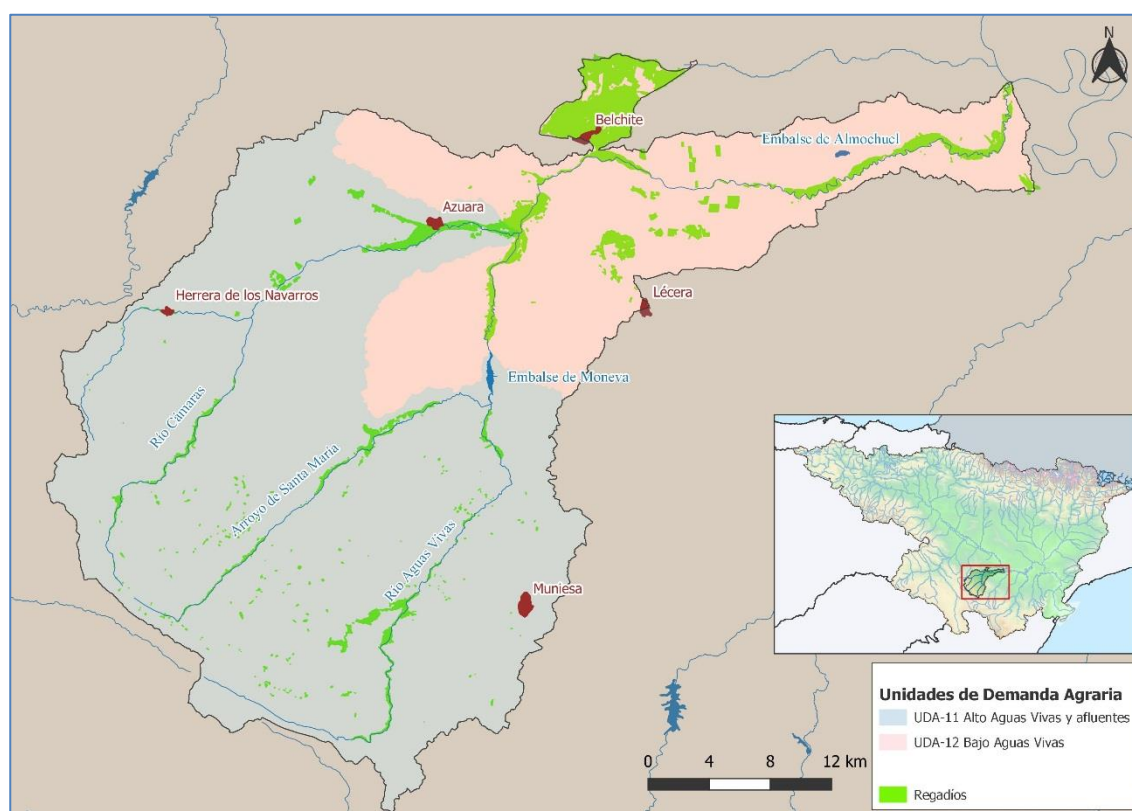 N
Belchite
Embalse de Almochuel
Azuara
Herrera de los Navarros
Lécera
Embalse de Moneva
Río Cámaras
Arroyo de Santa María
Río Aguas Vivas
Muniesa
Unidades de Demanda Agraria
UDA-11 Alto Aguas Vivas y afluentes
UDA-12 Bajo Aguas Vivas
Regadíos
0 4 8 12 km